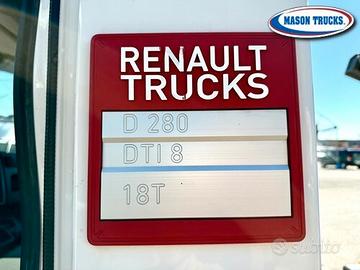 MASON TRUCKS.
RENAULT
TRUCKS
D 280
DTI 8
18T
subito